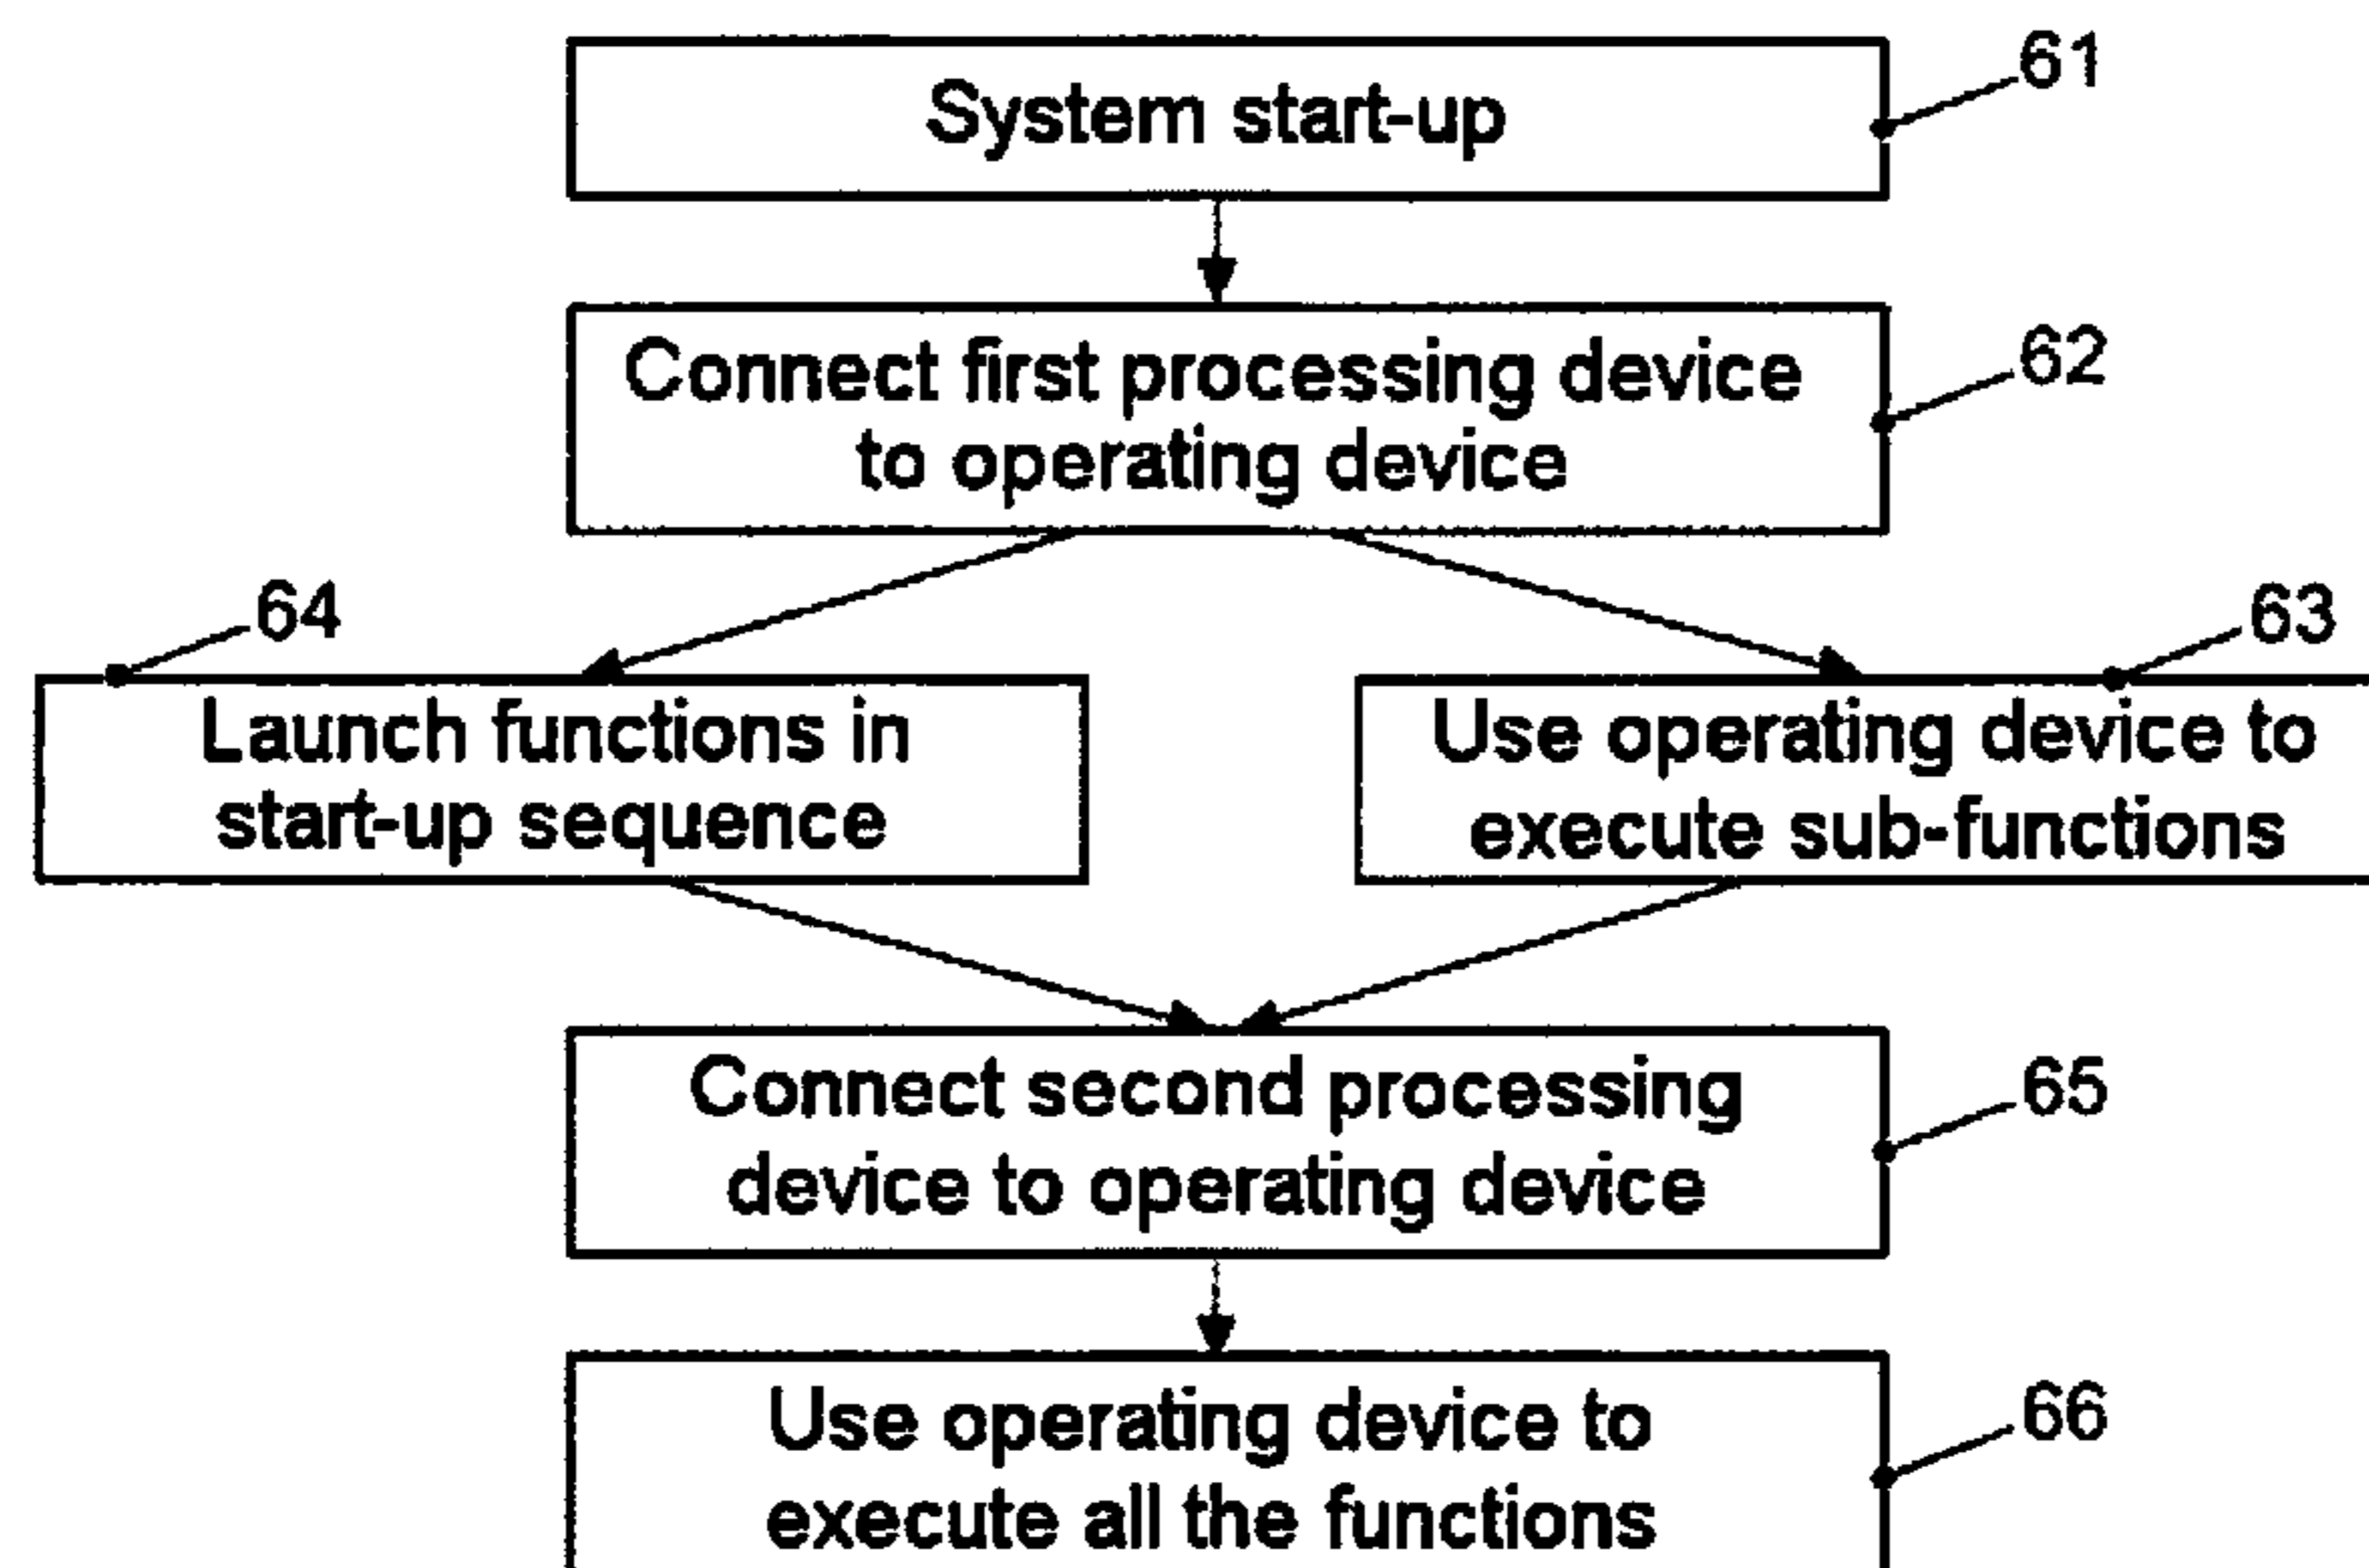 System start-up
61
Connect first processing device
to operating device
62
64
Launch functions in
start-up sequence
63
Use operating device to
execute sub-functions
Connect second processing
device to operating device
65
Use operating device to
execute all the functions
66